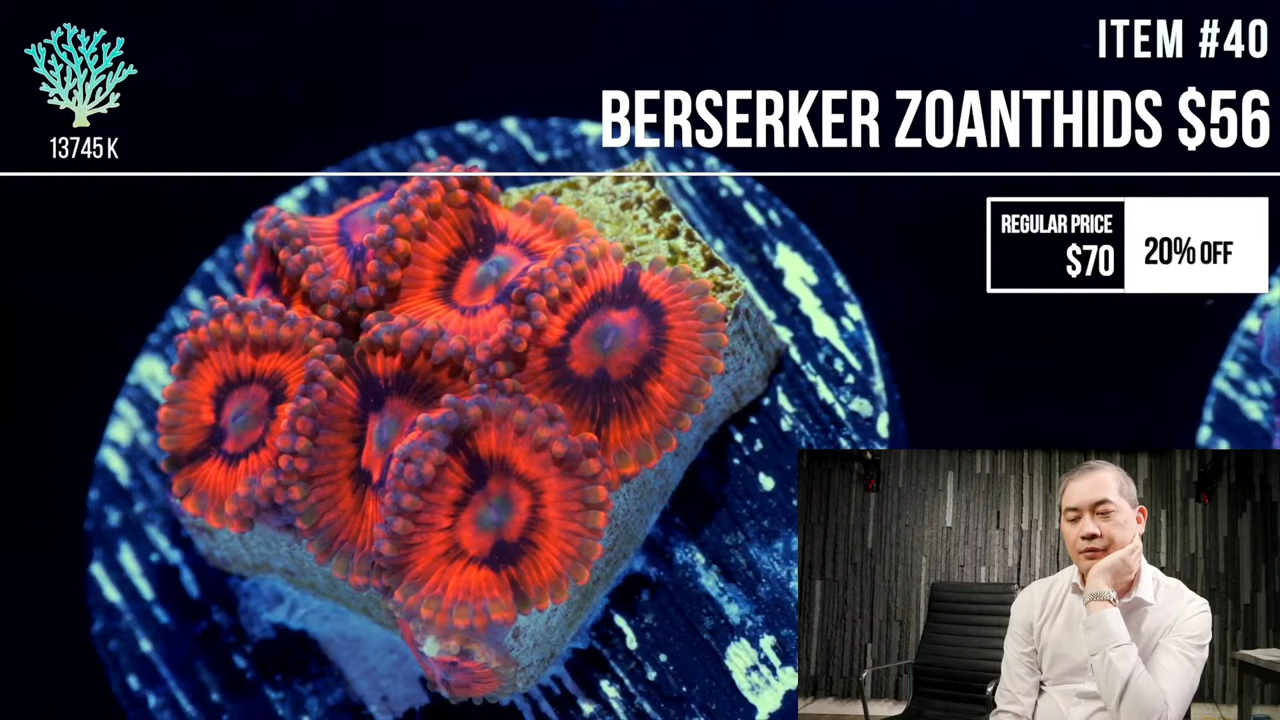 ITEM #40
BERSERKER ZOANTHIDS $56
13745 K
REGULAR PRICE
$70
20% OFF